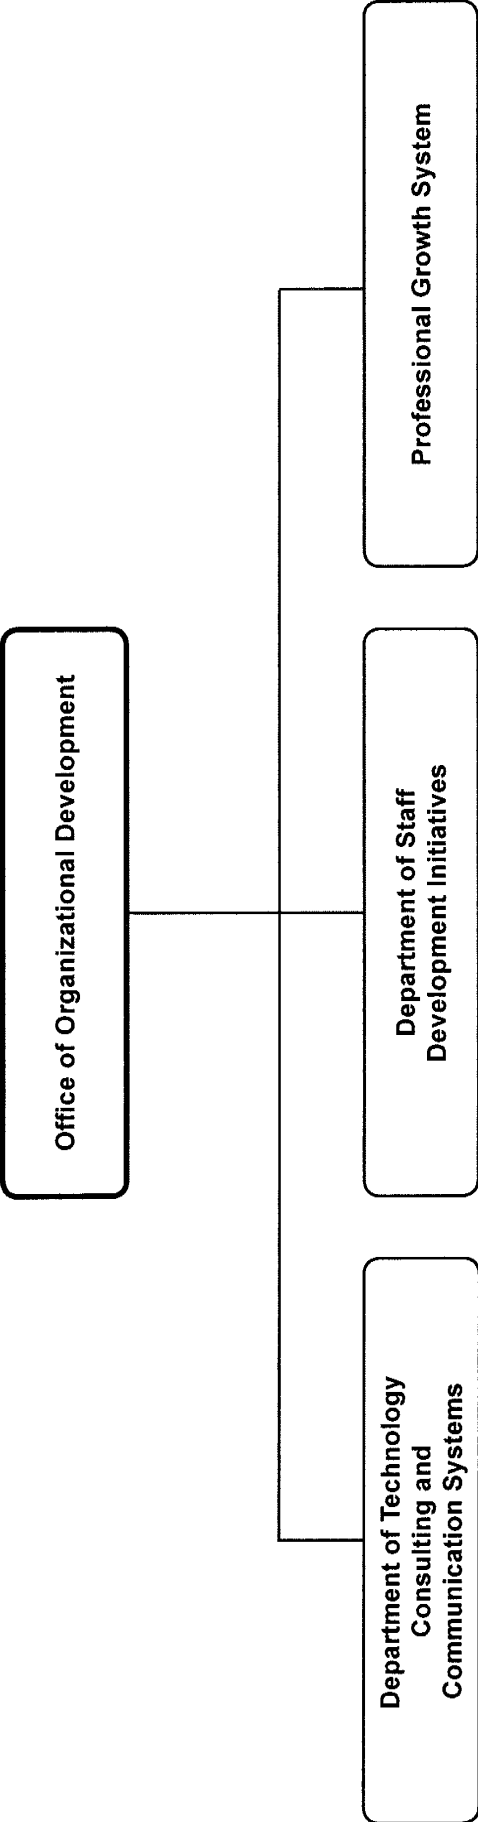 Office of Organizational Development
Department of Technology
Consulting and
Communication Systems
Department of Staff
Development Initiatives
Professional Growth System